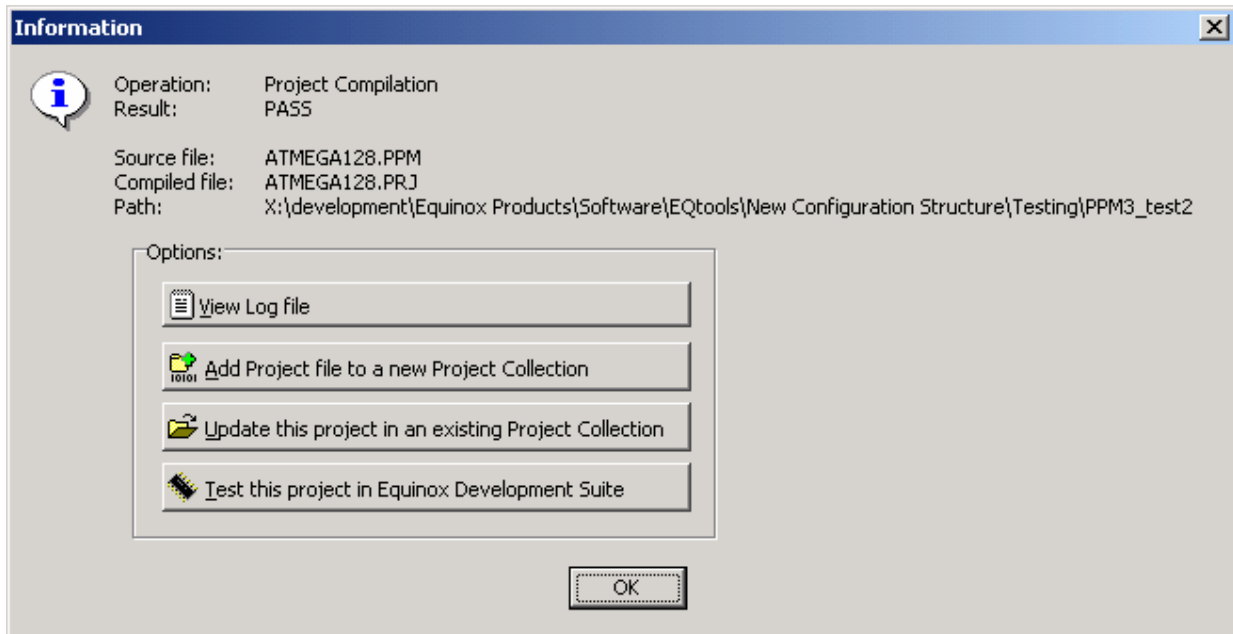 Information
Operation: Project Compilation
Result: PASS
Source file: ATMEGA128.PPM
Compiled file: ATMEGA128.PRJ
Path: X:\development\Equinox Products\Software\EQtools\New Configuration Structure\Testing\PPM3_test2
Options:
View Log file
10101
Add Project file to a new Project Collection
Update this project in an existing Project Collection
Test this project in Equinox Development Suite
OK